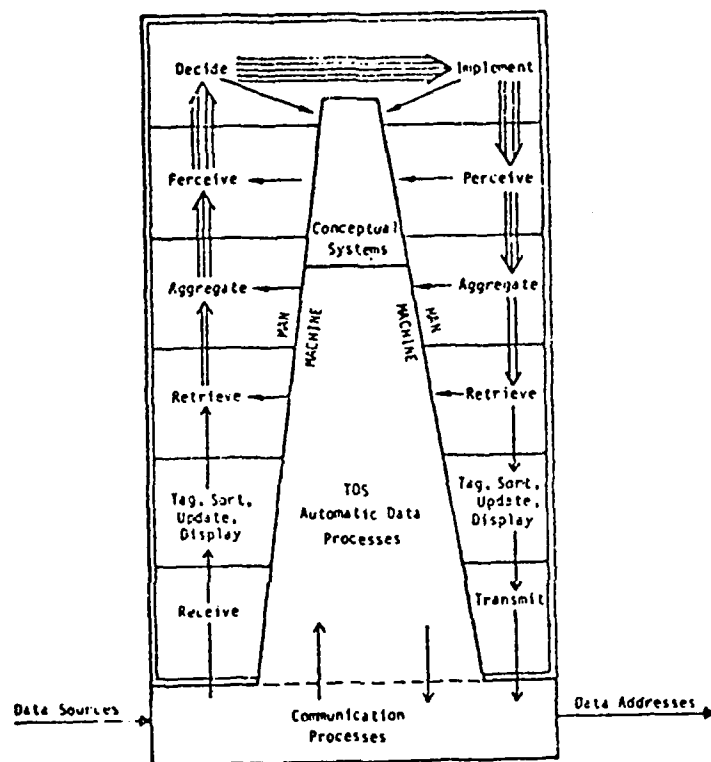 Decide
Implement
Perceive
Perceive
Conceptual
Systems
Aggregate
Aggregate
MAN
MACHINE
MACHINE
MAN
Retrieve
Retrieve
Tag, Sort,
Update,
Display
TOS
Automatic Data
Processes
Tag, Sort,
Update,
Display
Receive
Transmit
Data Sources
Communication
Processes
Data Addresses